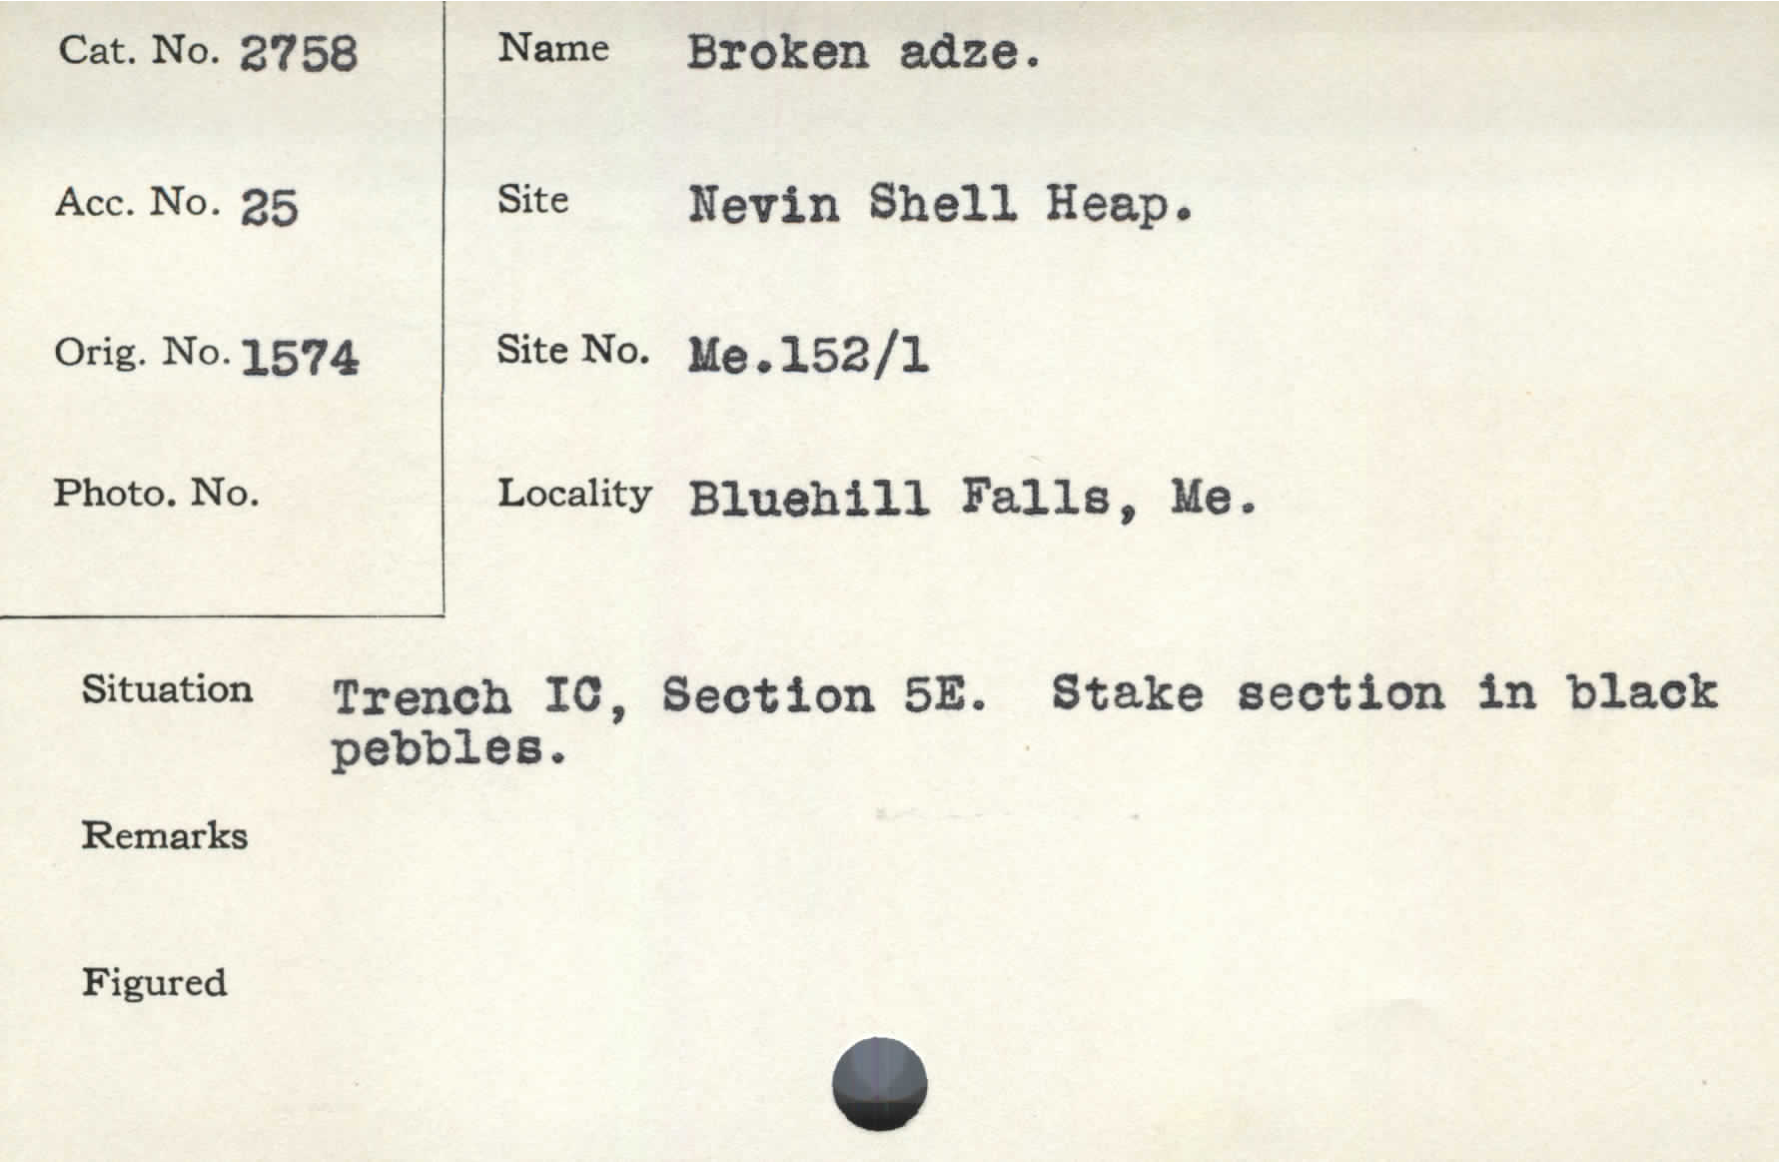 Cat. No. 2758
Name Broken adze.
Acc. No. 25
Site Nevin Shell Heap.
Orig. No. 1574
Site No. Me.152/1
Photo. No.
Locality Bluehill Falls, Me.
Situation Trench IC, Section 5E. Stake section in black
pebbles.
Remarks
Figured